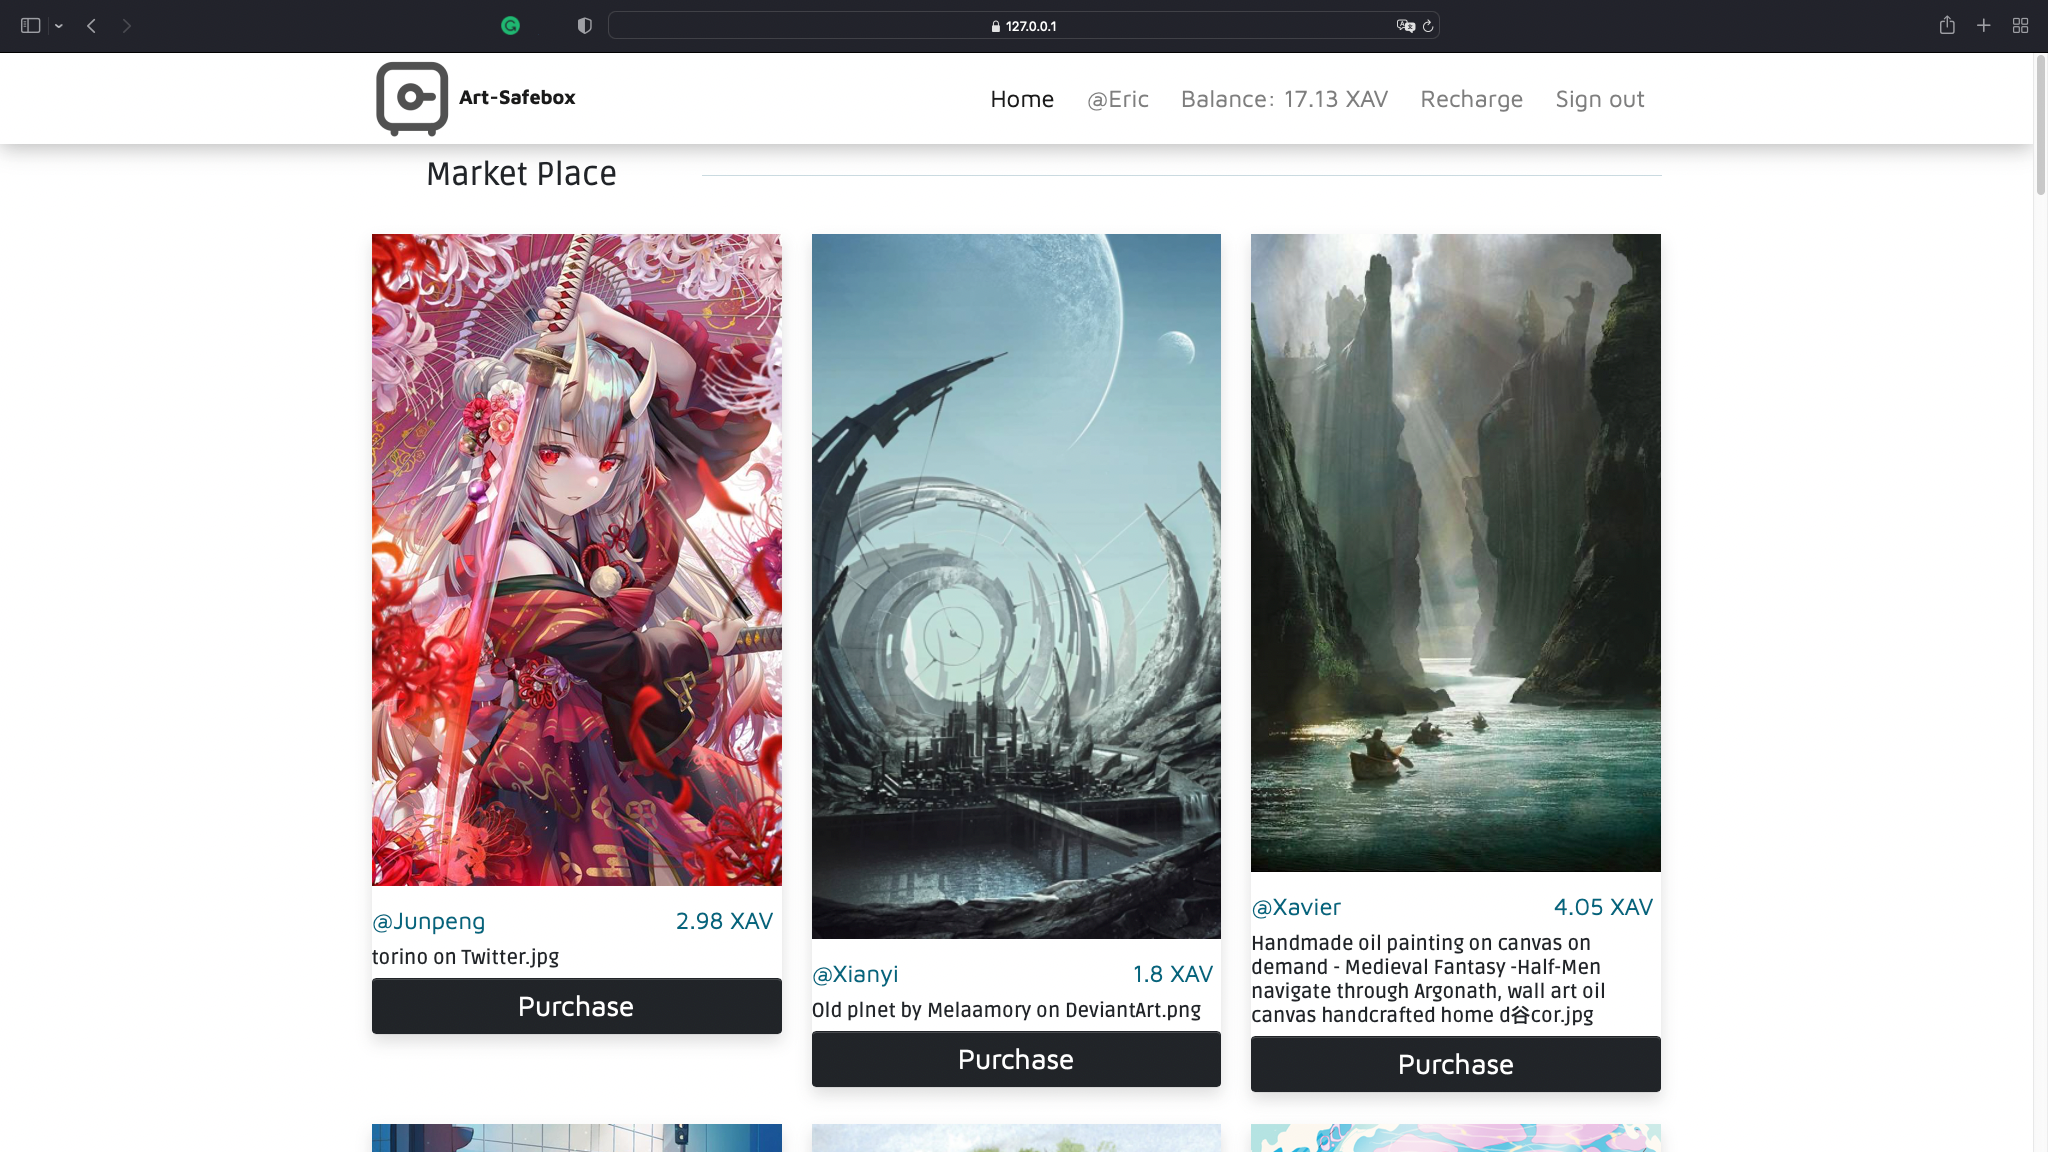 127.0.0.1
Art-Safebox
Home @Eric Balance: 17.13 XAV Recharge Sign out
Market Place
@Junpeng 2.98 XAV
torino on Twitter.jpg
Purchase
@Xianyi 1.8 XAV
Old plnet by Melaamory on DeviantArt.png
Purchase
@Xavier 4.05 XAV
Handmade oil painting on canvas on
demand - Medieval Fantasy -Half-Men
navigate through Argonath, wall art oil
canvas handcrafted home d谷cor.jpg
Purchase